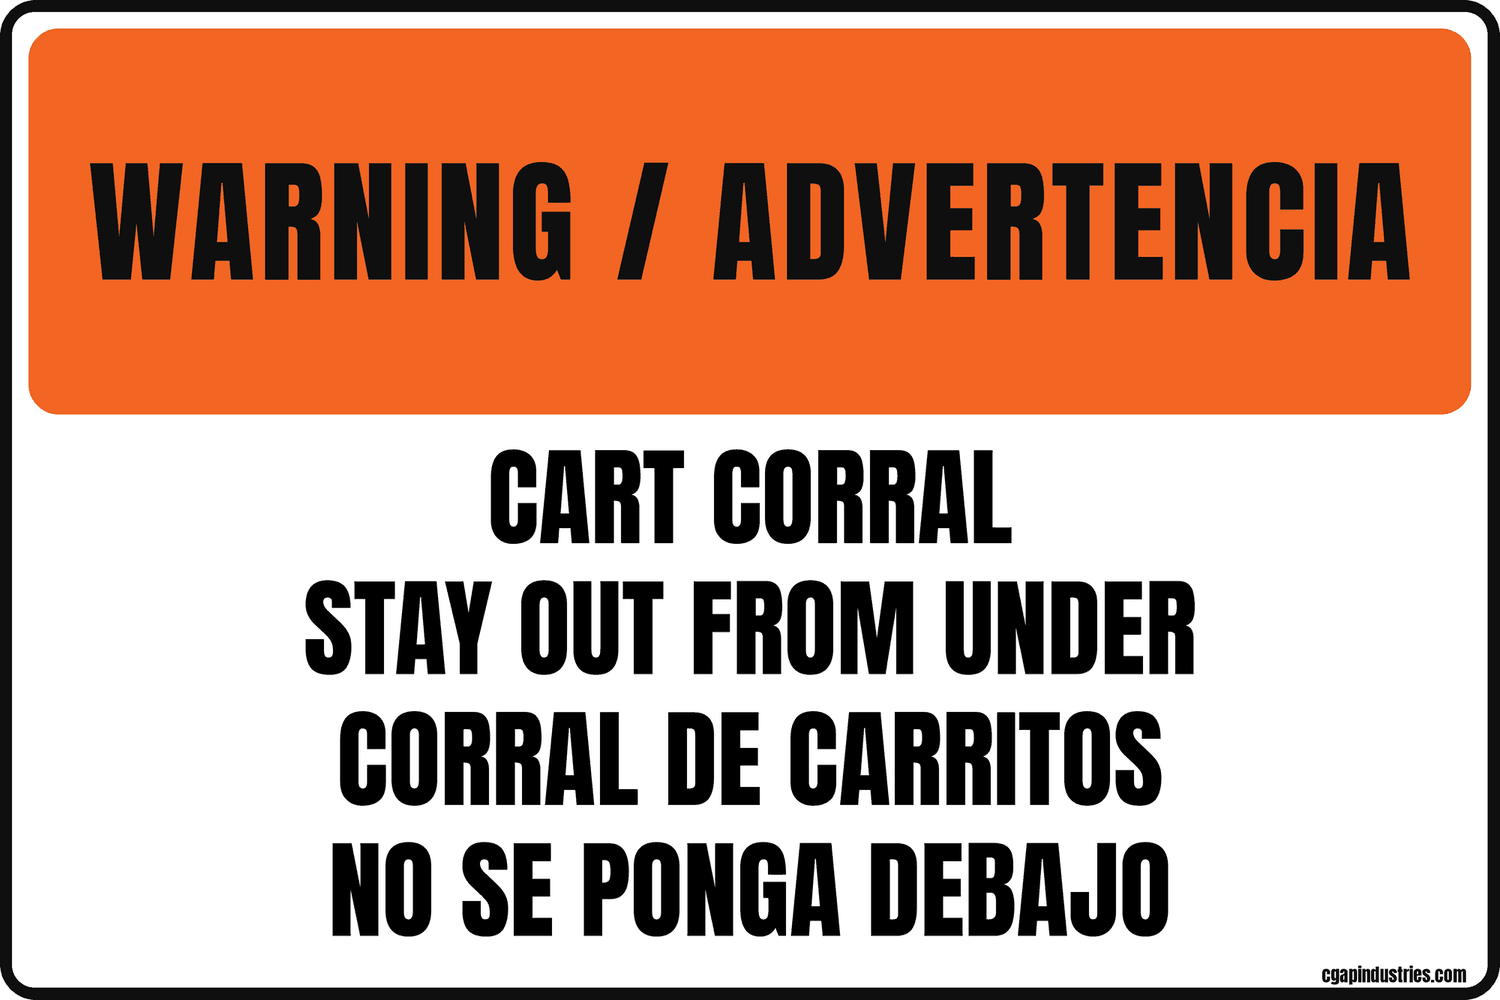 WARNING / ADVERTENCIA
CART CORRAL
STAY OUT FROM UNDER
CORRAL DE CARRITOS
NO SE PONGA DEBAJO
cgapindustries.com